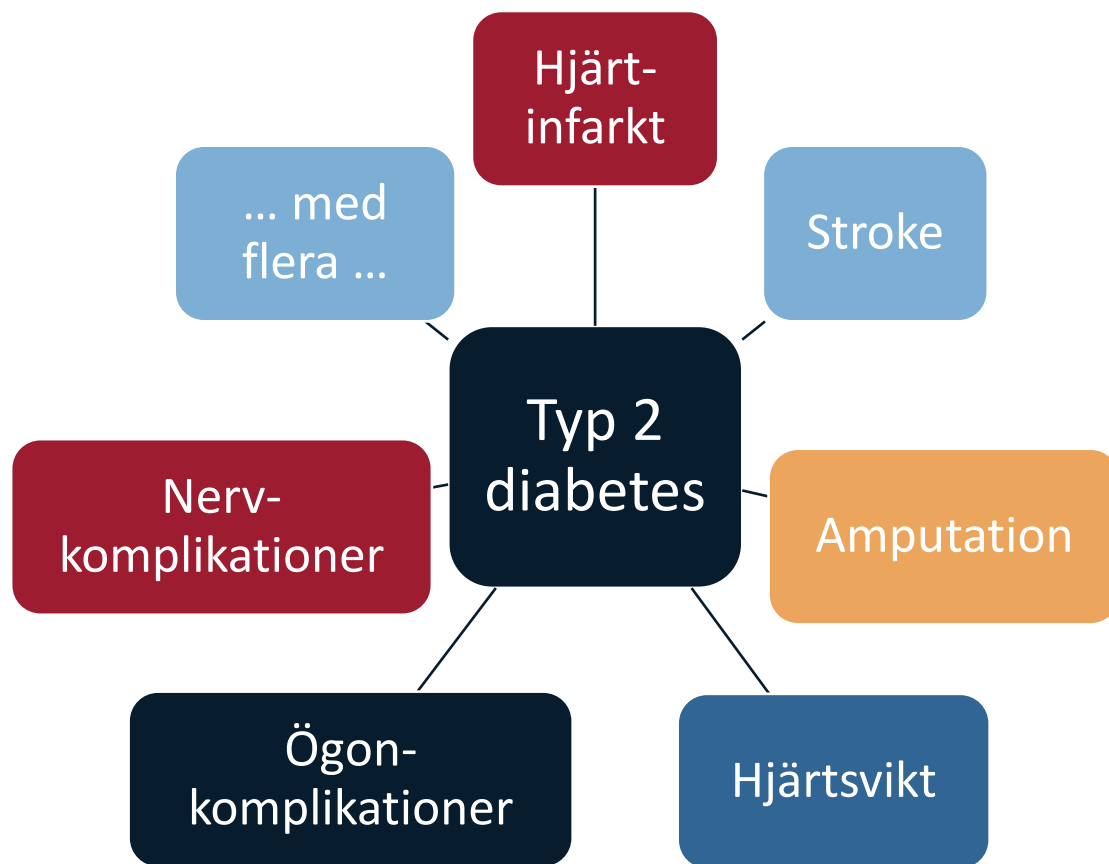 Hjärt-
infarkt
... med
flera ...
Stroke
Typ 2
diabetes
Nerv-
komplikationer
Amputation
Ögon-
komplikationer
Hjärtsvikt